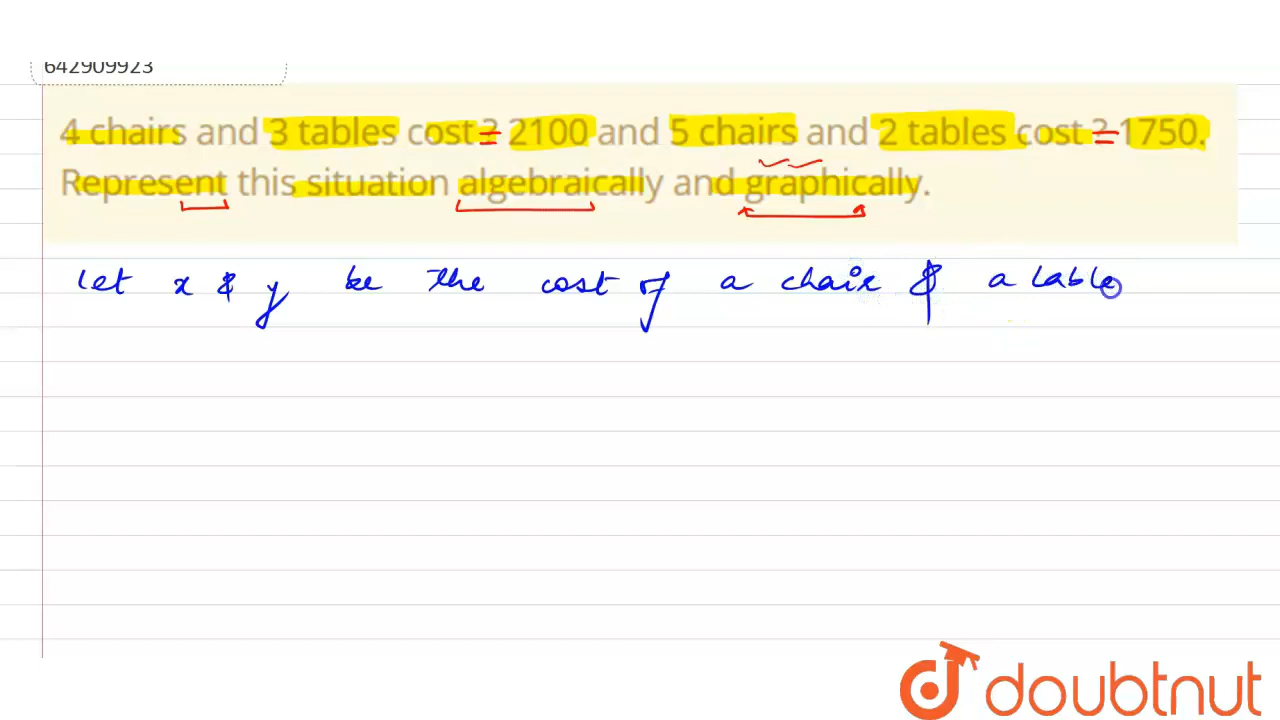 642909923
4 chairs and 3 tables cost ? 2100 and 5 chairs and 2 tables cost ? 1750.
Represent this situation algebraically and graphically.
Let x & y be the cost of a chair & a table
doubtnut